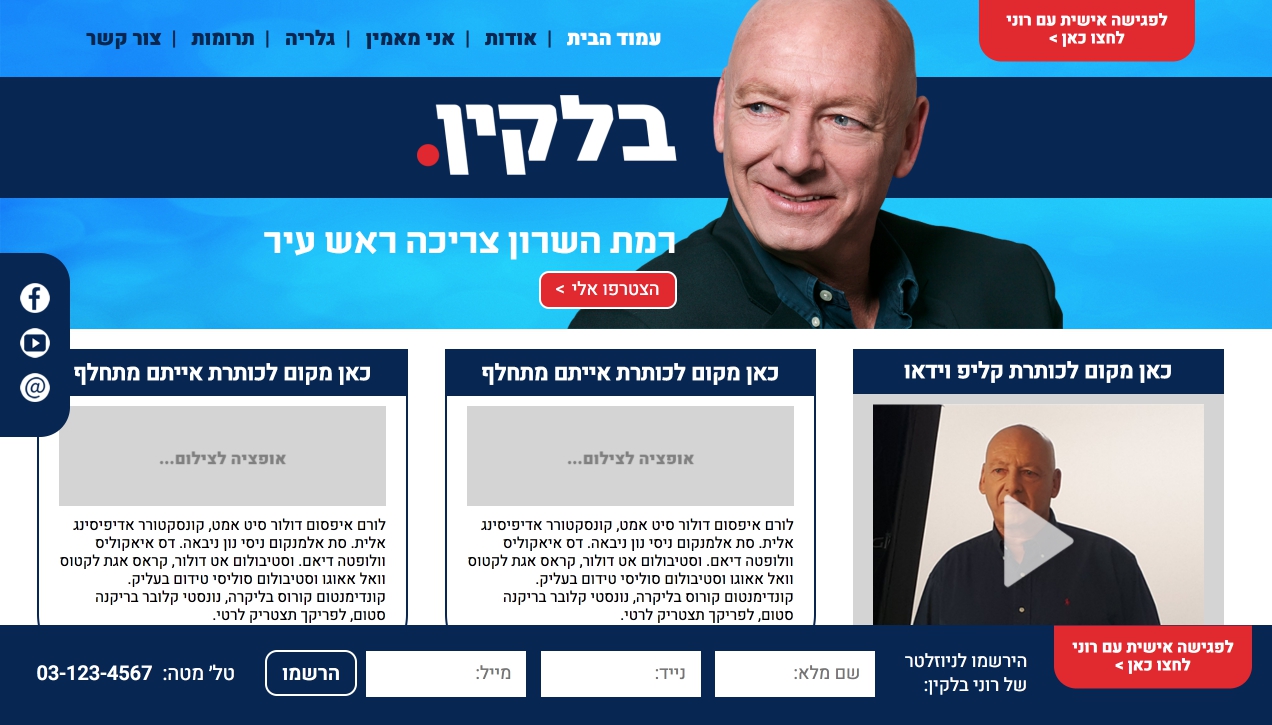 לפגישה אישית עם רוני
לחצו כאן >
עמוד הבית | אודות | אני מאמין | גלריה | תרומות | צור קשר
בלקין.
רמת השרון צריכה ראש עיר
הצטרפו אלי >
כאן מקום לכותרת קליפ וידאו
כאן מקום לכותרת אייתם מתחלף
אופציה לצילום...
לורם איפסום דולור סיט אמט, קונסקטורר אדיפיסינג
אלית. סת אלמנקום ניסי נון ניבאה. דס איאקוליס
וולופטה דיאם. וסטיבולום אט דולור, קראס אגת לקטוס
וואל אאוגו וסטיבולום סוליסי טידום בעליק.
קונדימנטום קורוס בליקרה, נונסטי קלובר בריקנה
סטום, לפריקך תצטריק לרטי.
כאן מקום לכותרת אייתם מתחלף
אופציה לצילום...
לורם איפסום דולור סיט אמט, קונסקטורר אדיפיסינג
אלית. סת אלמנקום ניסי נון ניבאה. דס איאקוליס
וולופטה דיאם. וסטיבולום אט דולור, קראס אגת לקטוס
וואל אאוגו וסטיבולום סוליסי טידום בעליק.
קונדימנטום קורוס בליקרה, נונסטי קלובר בריקנה
סטום, לפריקך תצטריק לרטי.
לפגישה אישית עם רוני
לחצו כאן >
הירשמו לניוזלטר
של רוני בלקין:
שם מלא:
נייד:
מייל:
הרשמו
טל' מטה: 03-123-4567